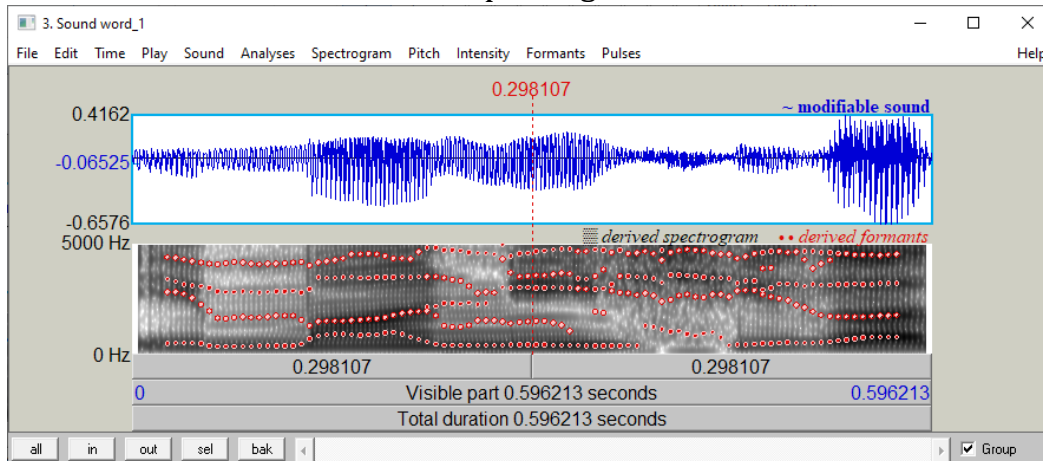 3. Sound word_1
File Edit Time Play Sound Analyses Spectrogram Pitch Intensity Formants Pulses Help
0.298107
~ modifiable sound
0.4162
-0.06525
-0.6576
5000 Hz
derived spectrogram •• derived formants
0 Hz
0.298107 0.298107
0 Visible part 0.596213 seconds 0.596213
Total duration 0.596213 seconds
all in out sel bak Group